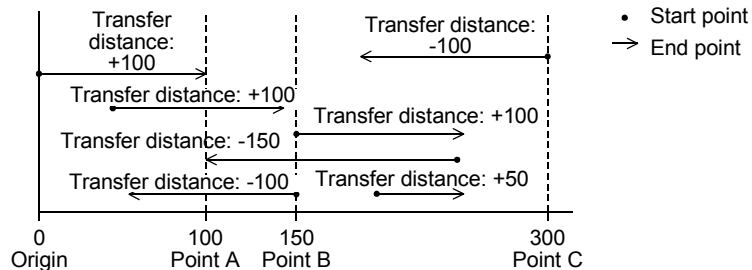 Transfer
distance:
+100
Transfer distance:
-100
Start point
End point
Transfer distance: +100
Transfer distance: +100
Transfer distance: -150
Transfer distance: -100
Transfer distance: +50
0
100
150
300
Origin
Point A
Point B
Point C